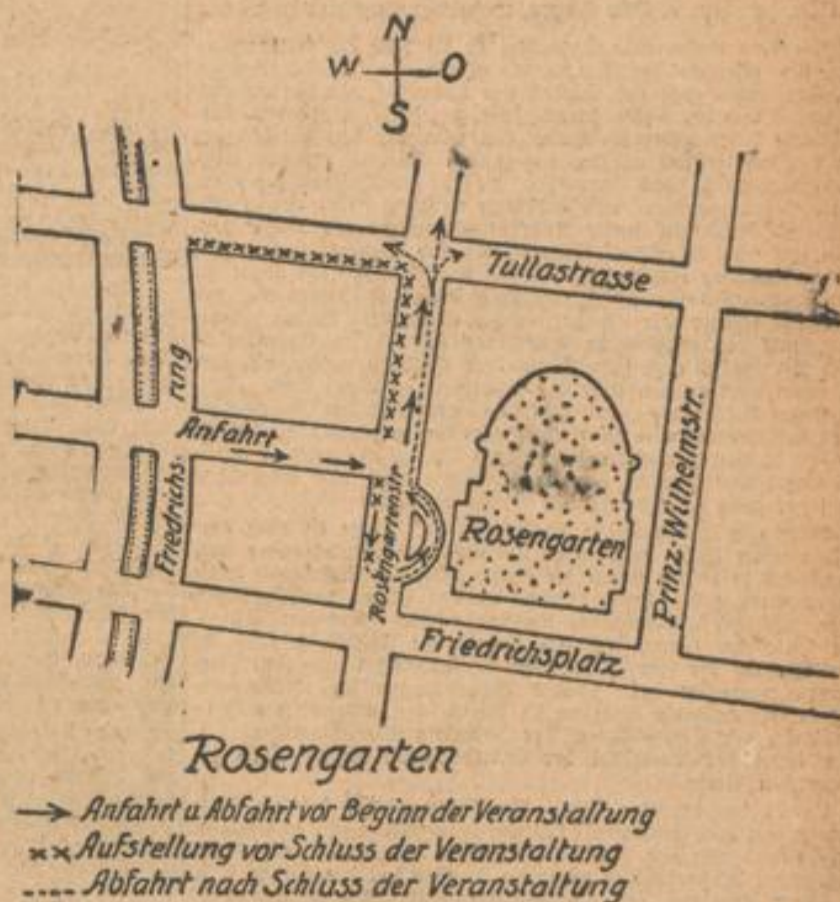 N
W O
S
Tullastrasse
Friedrichs-
ring
Anfahrt
Rosengartenstr.
Rosengarten
Prinz-Wilhelmstr.
Friedrichsplatz
Rosengarten
Anfahrt u Abfahrt vor Beginn der Veranstaltung
xx Aufstellung vor Schluss der Veranstaltung
---- Abfahrt nach Schluss der Veranstaltung